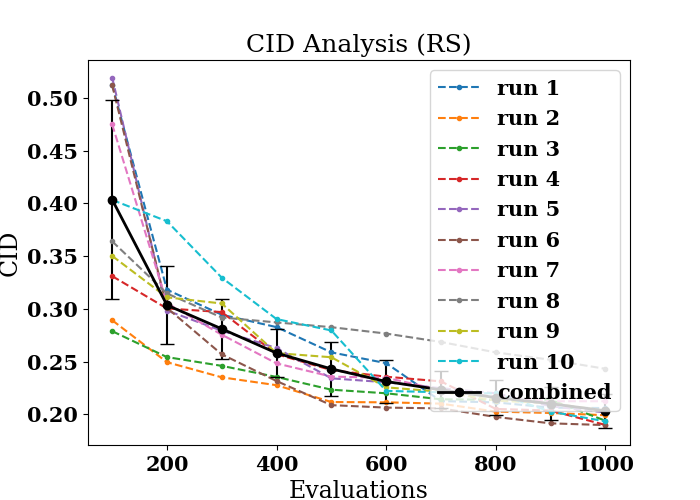 CID Analysis (RS)
CID
0.50
0.45
0.40
0.35
0.30
0.25
0.20
200
400
600
800
1000
Evaluations
run 1
run 2
run 3
run 4
run 5
run 6
run 7
run 8
run 9
run 10
combined